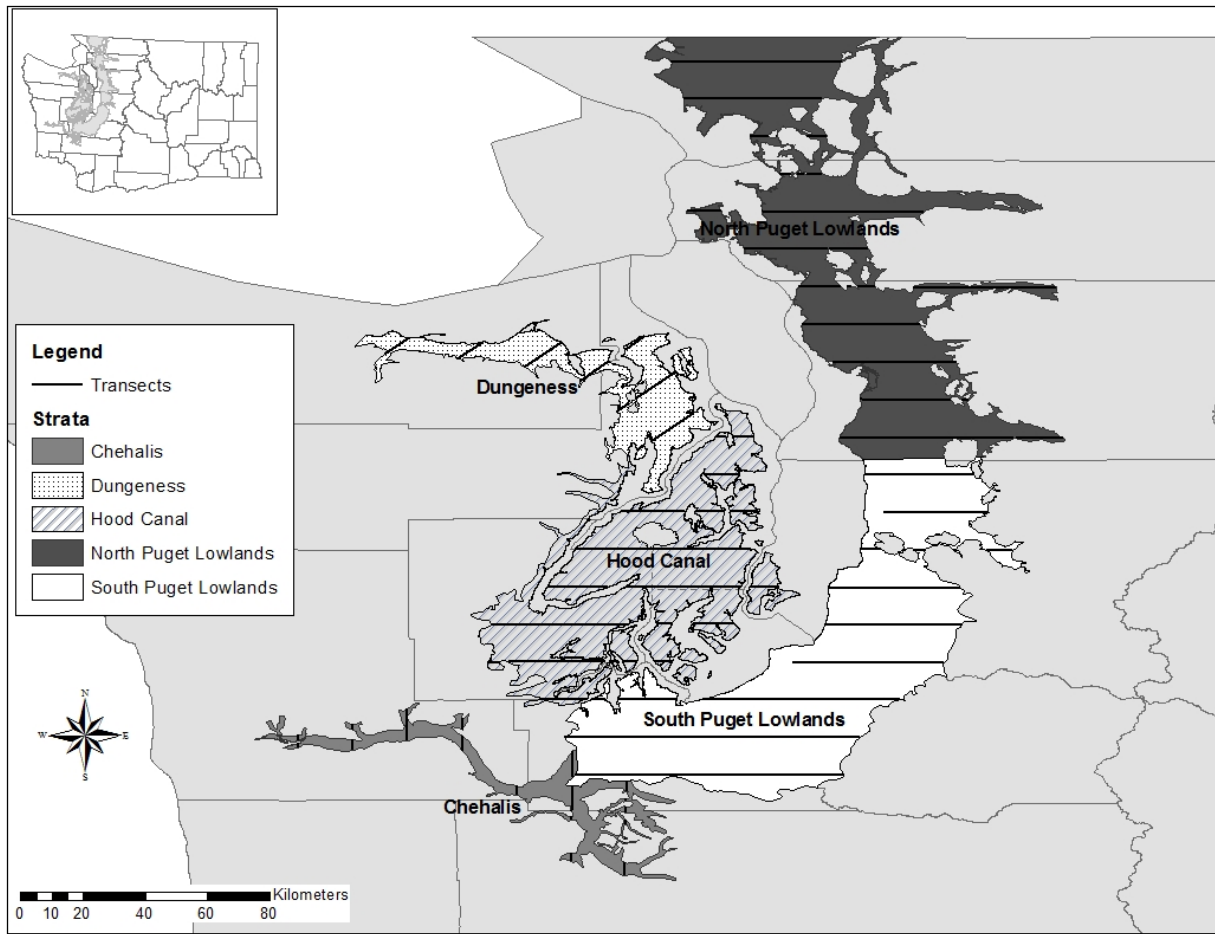 North Puget Lowlands
Dungeness
Legend
Transects
Strata
Chehalis
Dungeness
Hood Canal
North Puget Lowlands
South Puget Lowlands
Hood Canal
South Puget Lowlands
N
W E
S
Chehalis
Kilometers
0 10 20 40 60 80